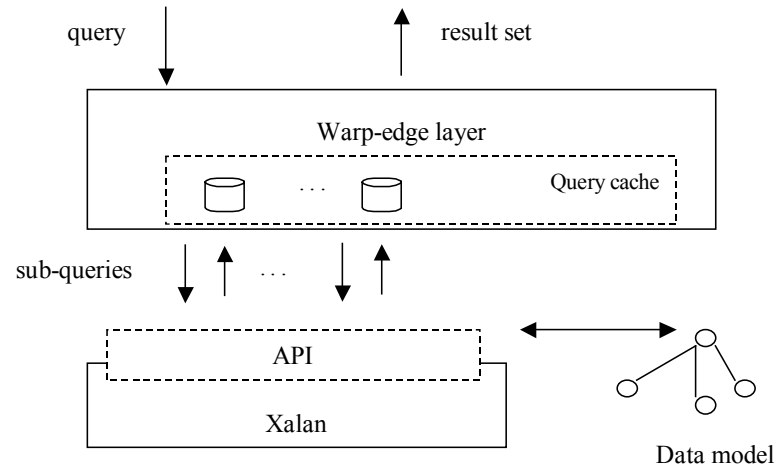 query
result set
Warp-edge layer
. . .
Query cache
sub-queries
. . .
API
Xalan
Data model